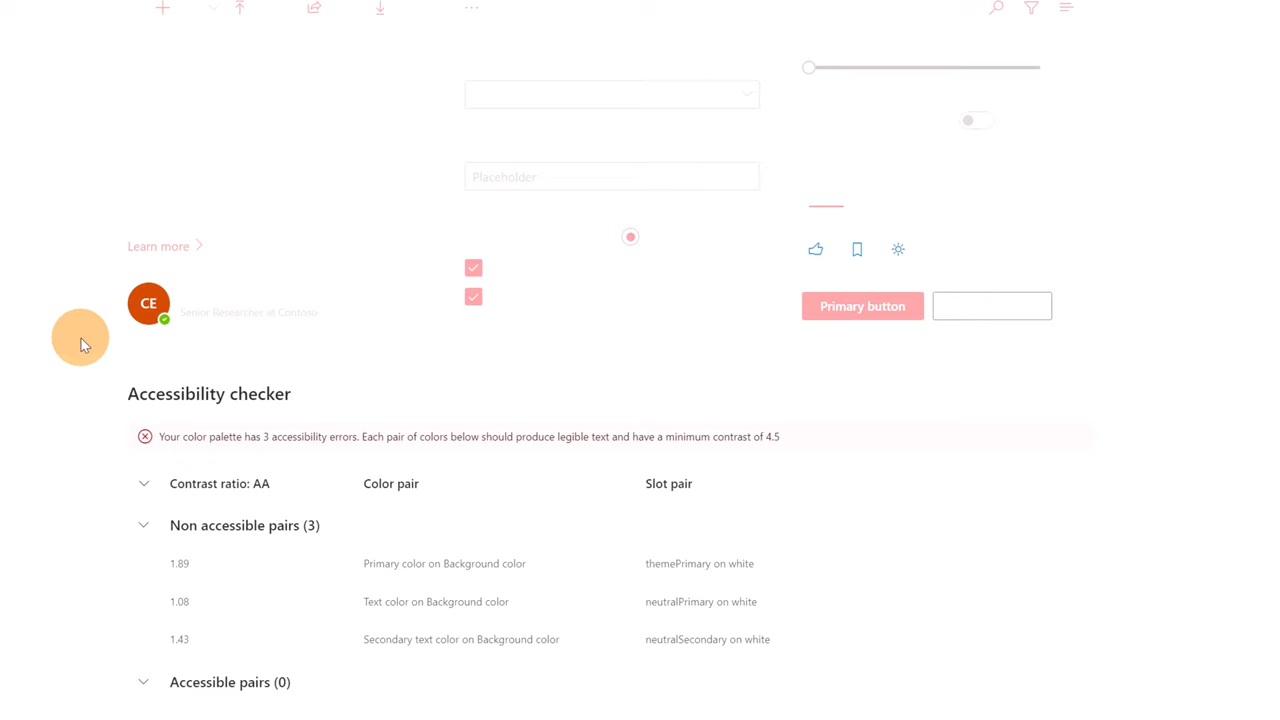 Placeholder
Learn more
CE
Senior Researcher at Contoso
Primary button
Accessibility checker
Your color palette has 3 accessibility errors. Each pair of colors below should produce legible text and have a minimum contrast of 4.5
Contrast ratio: AA Color pair Slot pair
Non accessible pairs (3)
1.89 Primary color on Background color themePrimary on white
1.08 Text color on Background color neutralPrimary on white
1.43 Secondary text color on Background color neutralSecondary on white
Accessible pairs (0)